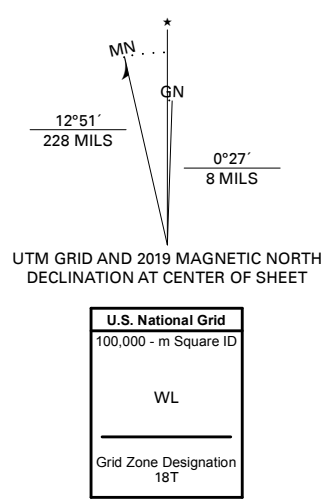 MN
GN
12°51´
228 MILS
0°27´
8 MILS
UTM GRID AND 2019 MAGNETIC NORTH
DECLINATION AT CENTER OF SHEET
U.S. National Grid
100,000 - m Square ID
WL
Grid Zone Designation
18T